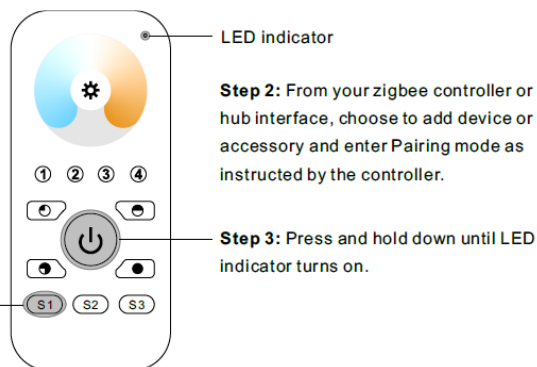 LED indicator
Step 2: From your zigbee controller or
hub interface, choose to add device or
accessory and enter Pairing mode as
instructed by the controller.
1 2 3 4
Step 3: Press and hold down until LED
indicator turns on.
S1 S2 S3